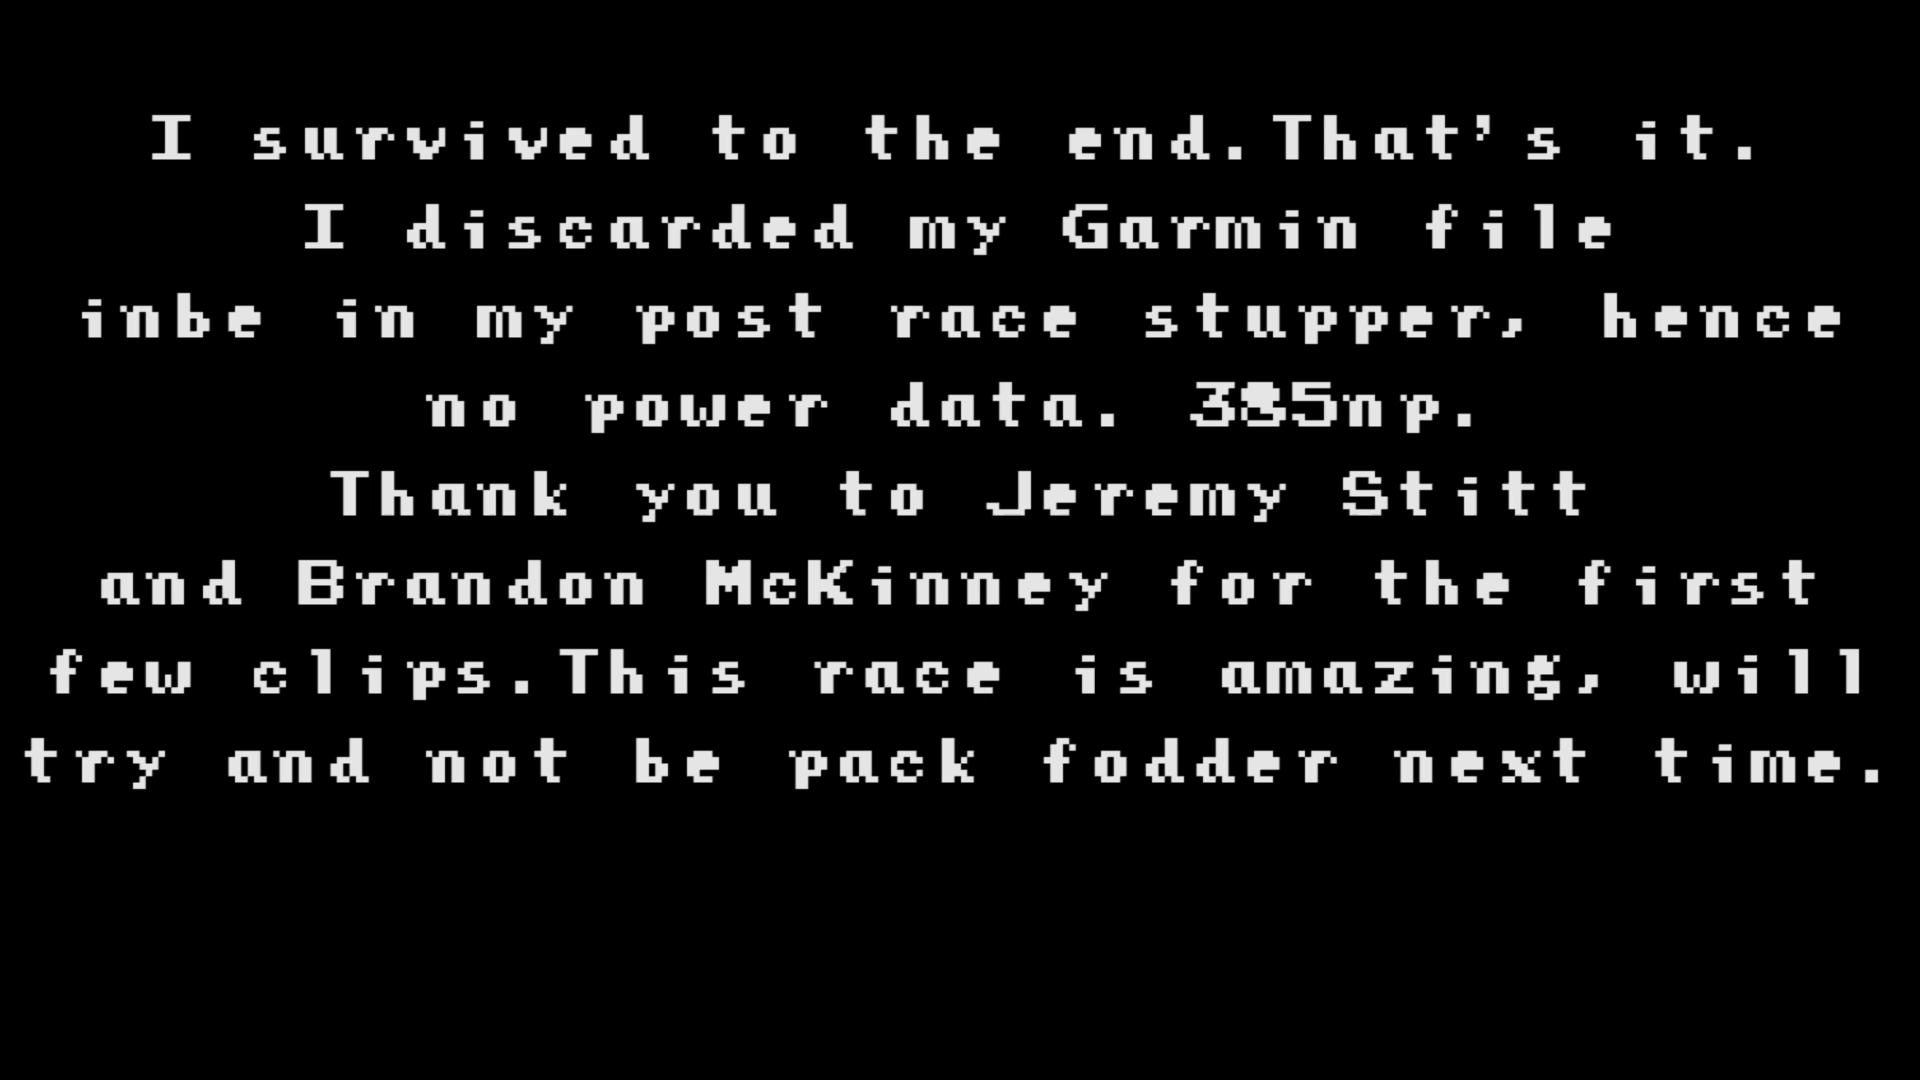 I survived to the end.That's it.
I discarded my Garmin file
inbe in my post race stupper, hence
no power data. 385np.
Thank you to Jeremy Stitt
and Brandon McKinney for the first
few clips.This race is amazing, will
try and not be pack fodder next time.